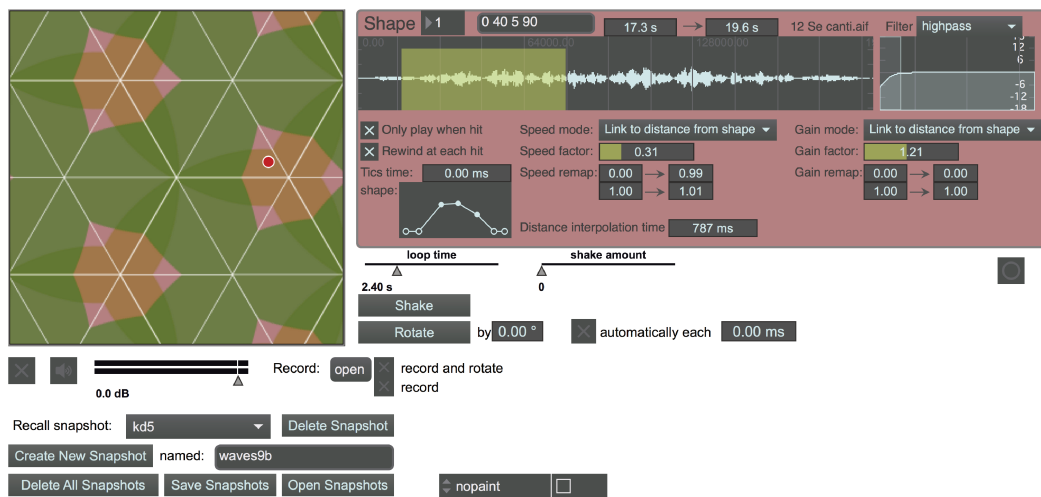 Shape 1 0 40 5 90 17.3 s → 19.6 s 12 Se canti.aif Filter highpass
0.00 64000.00 128000.00
12
6
-6
-12
-18
Only play when hit Speed mode: Link to distance from shape Gain mode: Link to distance from shape
Rewind at each hit Speed factor: 0.31 Gain factor: 1.21
Tics time: 0.00 ms Speed remap: 0.00 → 0.99 Gain remap: 0.00 → 0.00
shape: 1.00 → 1.01 1.00 → 1.00
Distance interpolation time 787 ms
loop time shake amount
2.40 s 0
Shake
Rotate by 0.00 ° automatically each 0.00 ms
Record: open record and rotate
record
0.0 dB
Recall snapshot: kd5 Delete Snapshot
Create New Snapshot named: waves9b
Delete All Snapshots Save Snapshots Open Snapshots nopaint